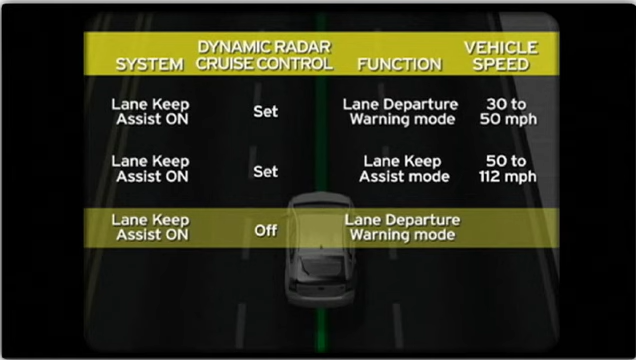 SYSTEM DYNAMIC RADAR CRUISE CONTROL FUNCTION VEHICLE SPEED
Lane Keep Assist ON Set Lane Departure Warning mode 30 to 50 mph
Lane Keep Assist ON Set Lane Keep Assist mode 50 to 112 mph
Lane Keep Assist ON Off Lane Departure Warning mode